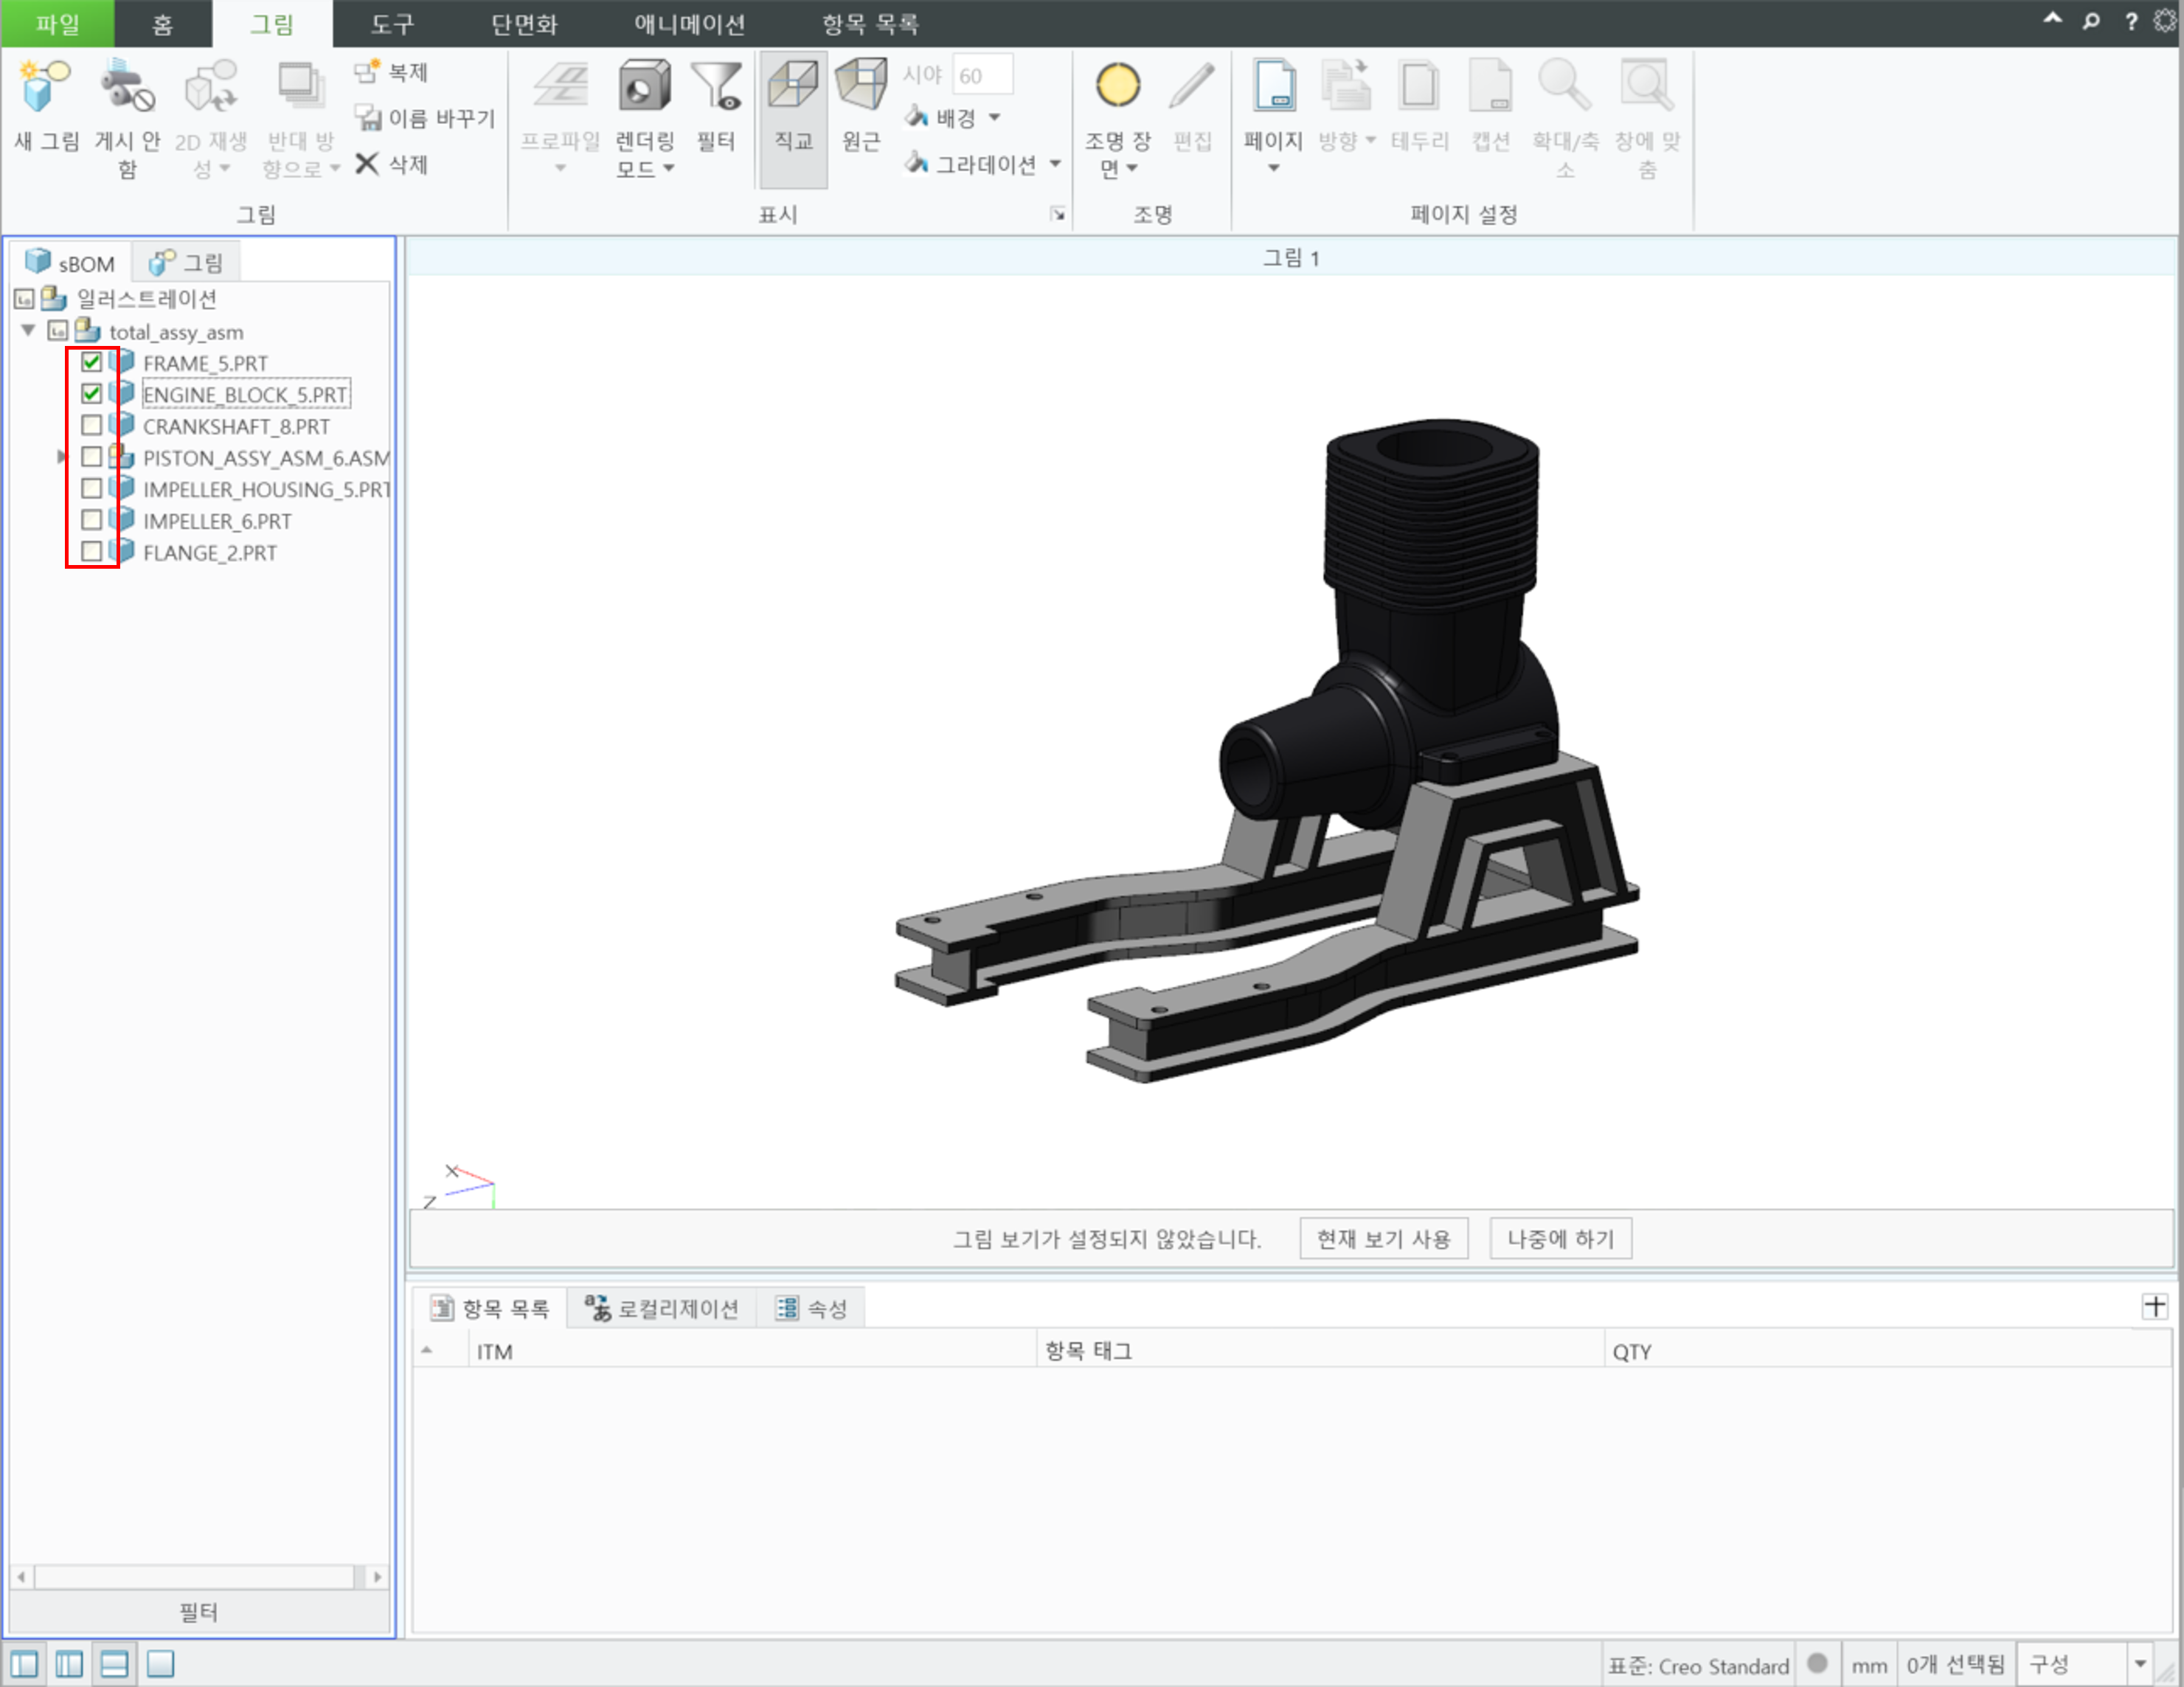 파일 홈 그림 도구 단면화 애니메이션 항목 목록
새 그림
게시 안
함
2D 재생
성
반대 방
향으로
복제
이름 바꾸기
삭제
그림
프로파일
렌더링
모드
필터
직교
원근
시야 60
배경
그라데이션
표시
조명 장
면
편집
조명
페이지
방향
테두리
캡션
확대/축
소
창에 맞
춤
페이지 설정
sBOM 그림
일러스트레이션
total_assy_asm
FRAME_5.PRT
ENGINE_BLOCK_5.PRT
CRANKSHAFT_8.PRT
PISTON_ASSY_ASM_6.ASM
IMPELLER_HOUSING_5.PRT
IMPELLER_6.PRT
FLANGE_2.PRT
필터
그림 1
X
Z
그림 보기가 설정되지 않았습니다. 현재 보기 사용 나중에 하기
항목 목록 로컬리제이션 속성
ITM 항목 태그 QTY
표준: Creo Standard mm 0개 선택됨 구성